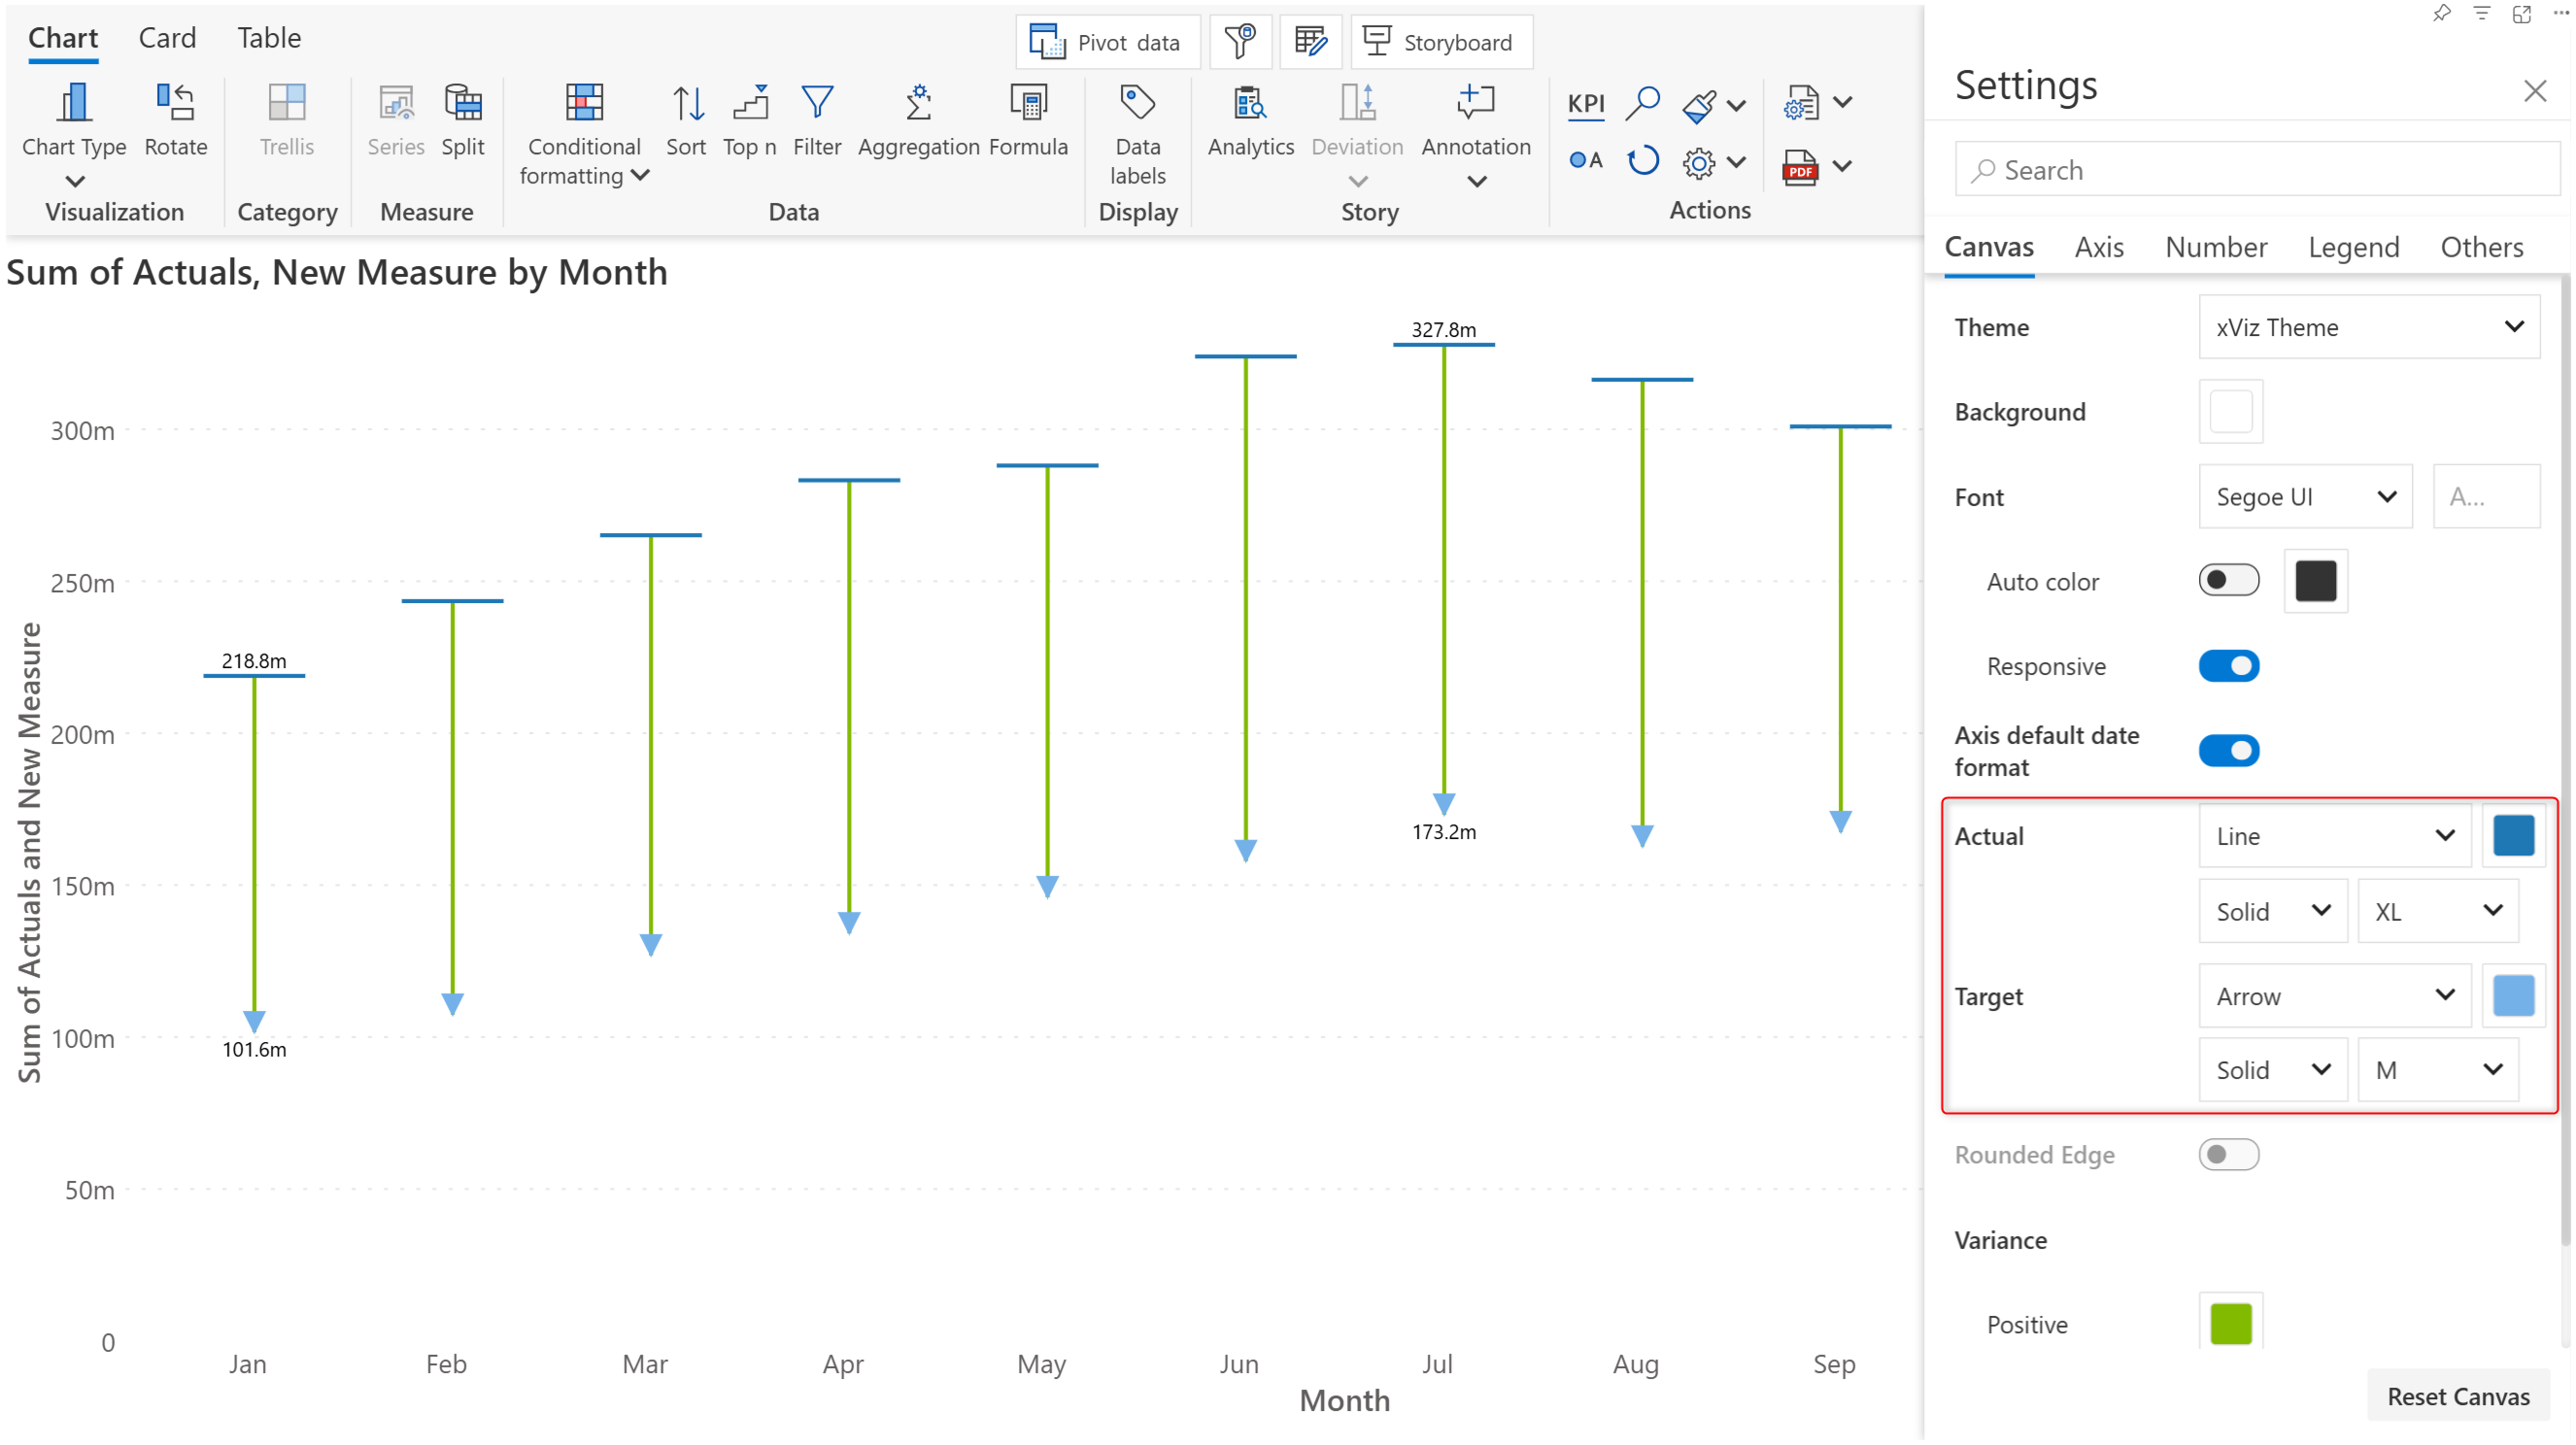 Chart Card Table
Pivot data
Storyboard
Chart Type
Rotate
Visualization
Trellis
Category
Series
Split
Measure
Conditional
formatting
Sort
Top n
Filter
Aggregation
Formula
Data
Data
labels
Display
Analytics
Deviation
Annotation
Story
KPI
A
PDF
Actions
Sum of Actuals, New Measure by Month
Sum of Actuals and New Measure
300m
250m
200m
150m
100m
50m
0
218.8m
101.6m
327.8m
173.2m
Jan Feb Mar Apr May Jun Jul Aug Sep
Month
Settings
Search
Canvas Axis Number Legend Others
Theme xViz Theme
Background
Font Segoe UI A...
Auto color
Responsive
Axis default date
format
Actual Line
Solid XL
Target Arrow
Solid M
Rounded Edge
Variance
Positive
Reset Canvas